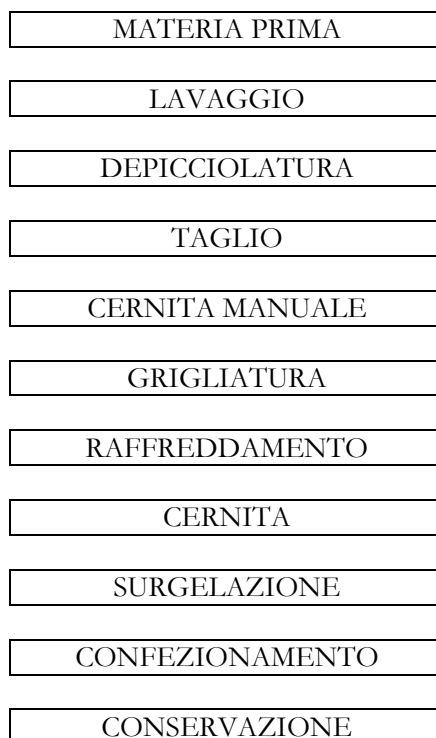 MATERIA PRIMA
LAVAGGIO
DEPICCIOLATURA
TAGLIO
CERNITA MANUALE
GRIGLIATURA
RAFFREDDAMENTO
CERNITA
SURGELAZIONE
CONFEZIONAMENTO
CONSERVAZIONE